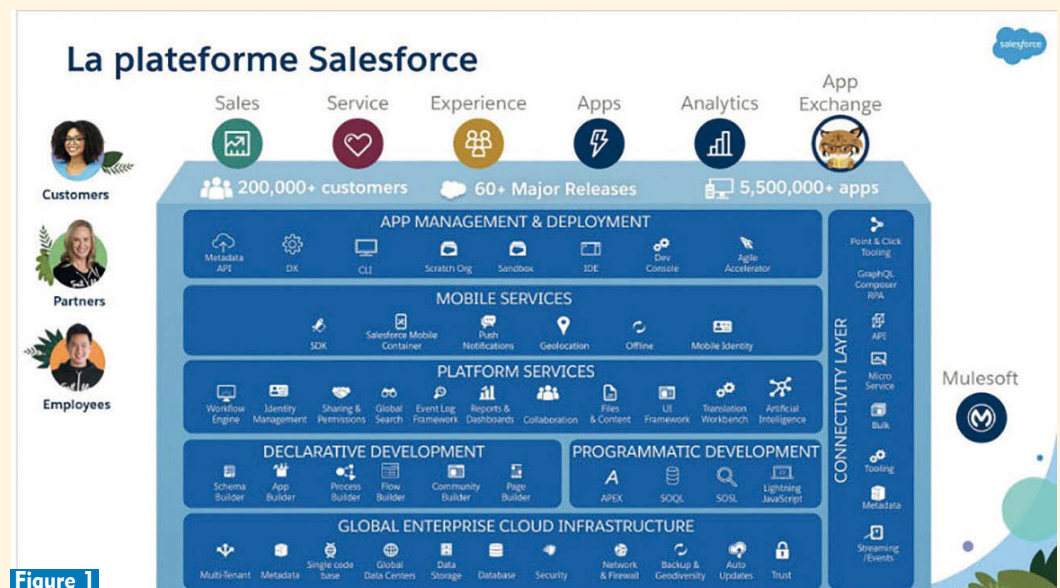 La plateforme Salesforce
salesforce
Sales
Service
Experience
Apps
Analytics
App
Exchange
Customers
Partners
Employees
200,000+ customers
60+ Major Releases
5,500,000+ apps
APP MANAGEMENT & DEPLOYMENT
Metadata
API
DX
CLI
Scratch Org
Sandbox
IDE
Dev
Console
Agile
Accelerator
MOBILE SERVICES
SDK
Salesforce Mobile
Container
Push
Notifications
Geolocation
Offline
Mobile Identity
PLATFORM SERVICES
Workflow
Engine
Identity
Management
Sharing &
Permissions
Global
Search
Event Log
Framework
Reports &
Dashboards
Collaboration
Files
& Content
UI
Framework
Translation
Workbench
Artificial
Intelligence
DECLARATIVE DEVELOPMENT
Schema
Builder
App
Builder
Process
Builder
Flow
Builder
Community
Builder
Page
Builder
PROGRAMMATIC DEVELOPMENT
APEX
SOQL
SOSL
Lightning
JavaScript
GLOBAL ENTERPRISE CLOUD INFRASTRUCTURE
Multi-Tenant
Metadata
Single code
base
Global
Data Centers
Data
Storage
Database
Security
Network
& Firewall
Backup &
Geodiversity
Auto
Updates
Trust
CONNECTIVITY LAYER
Point & Click
Tooling
GraphQL
Composer
RPA
API
Micro
Service
Bulk
Tooling
Metadata
Streaming
/Events
Mulesoft
Figure 1